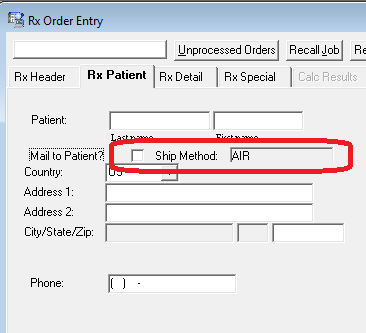 Rx Order Entry
Unprocessed Orders Recall Job Re
Rx Header Rx Patient Rx Detail Rx Special Calc Results
Patient:
Last name First name
Mail to Patient? Ship Method: AIR
Country: US
Address 1:
Address 2:
City/State/Zip:
Phone: ( ) -